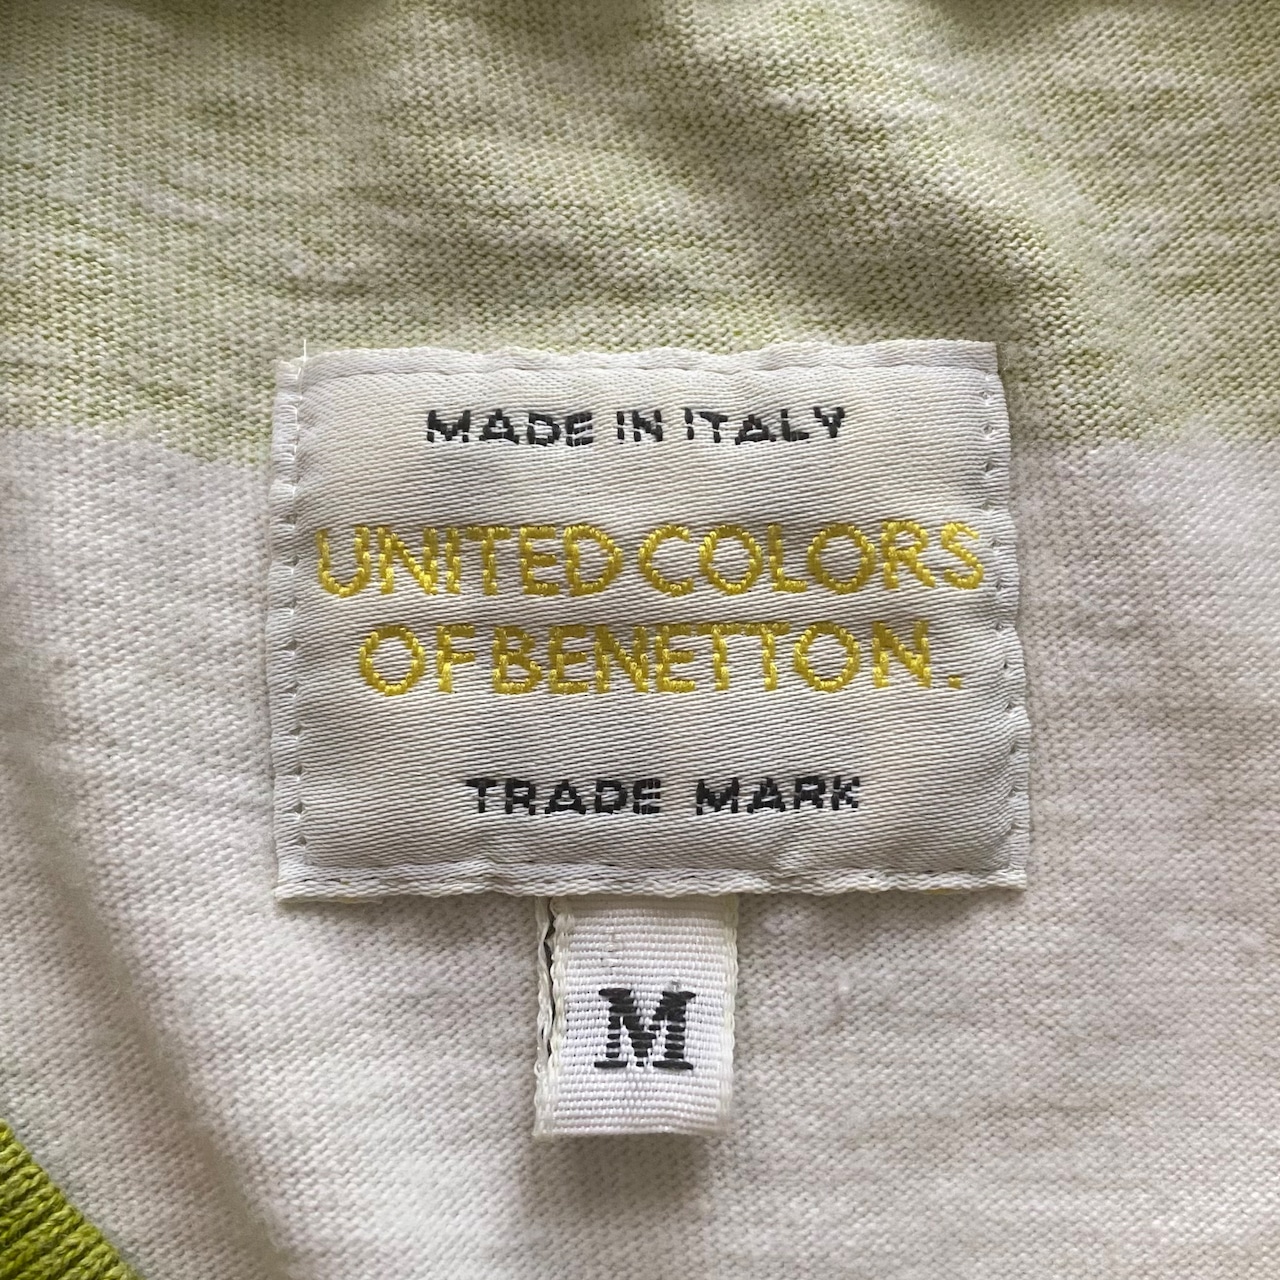 MADE IN ITALY
UNITED COLORS
OF BENETTON.
TRADE MARK
M